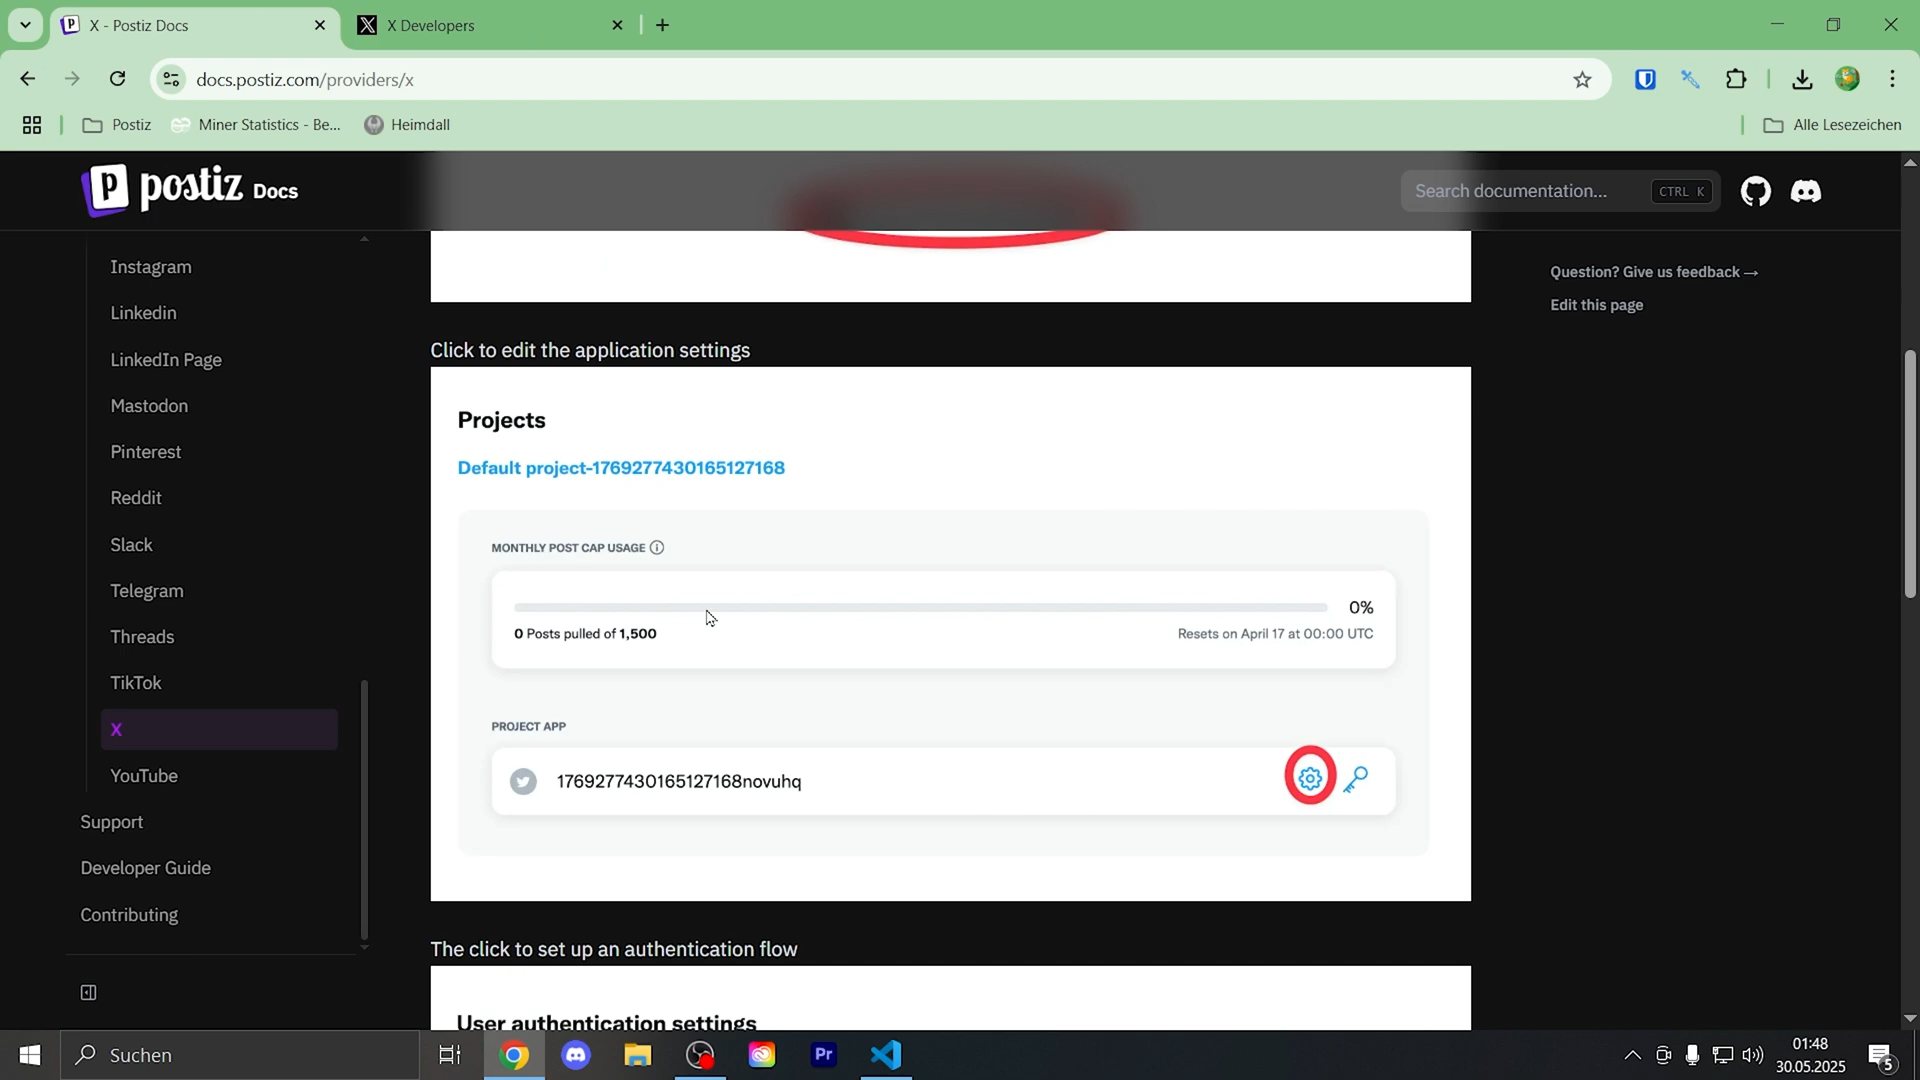 X - Postiz Docs
X Developers
docs.postiz.com/providers/x
Postiz
Miner Statistics - Be...
Heimdall
Alle Lesezeichen
postiz Docs
Search documentation...
CTRL K
Instagram
Linkedin
LinkedIn Page
Mastodon
Pinterest
Reddit
Slack
Telegram
Threads
TikTok
X
YouTube
Support
Developer Guide
Contributing
Click to edit the application settings
Projects
Default project-1769277430165127168
MONTHLY POST CAP USAGE
0%
0 Posts pulled of 1,500
Resets on April 17 at 00:00 UTC
PROJECT APP
1769277430165127168novuhq
The click to set up an authentication flow
User authentication settings
Question? Give us feedback →
Edit this page
Suchen
Pr
01:48
30.05.2025
5